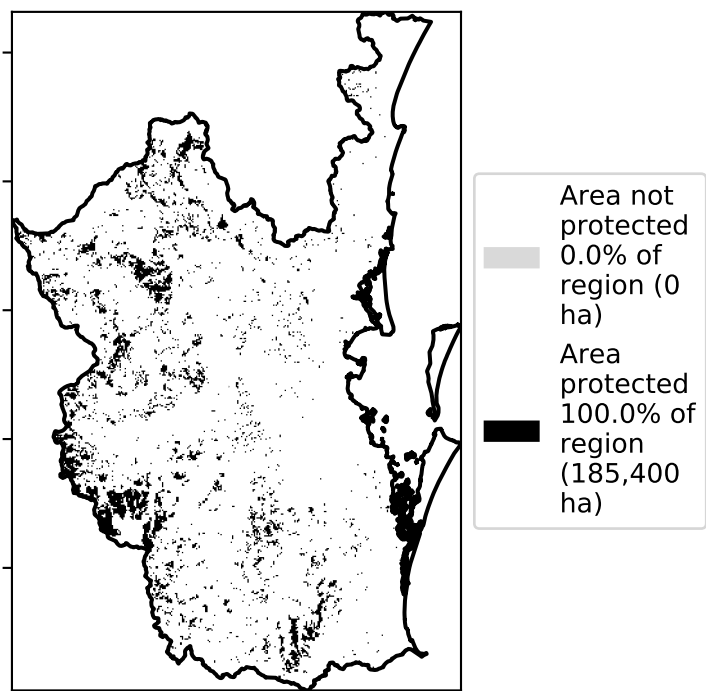 Area not
protected
0.0% of
region (0
ha)
Area
protected
100.0% of
region
(185,400
ha)